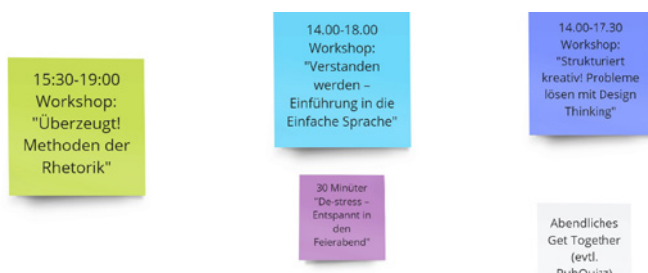 15:30-19:00
Workshop:
"Überzeugt!
Methoden der
Rhetorik"
14.00-18.00
Workshop:
"Verstanden
werden –
Einführung in die
Einfache Sprache"
30 Minuter
"De-stress –
Entspannt in
den
Feierabend"
14.00-17.30
Workshop:
"Strukturiert
kreativ! Probleme
lösen mit Design
Thinking"
Abendliches
Get Together
(evtl.
PubQuizz)